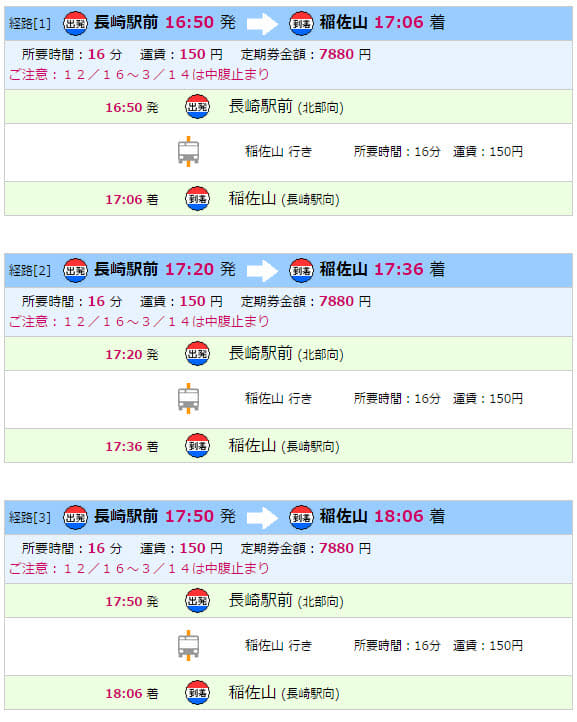 経路[1] 出発 長崎駅前 16:50 発 到着 稲佐山 17:06 着
所要時間：16 分 運賃：150 円 定期券金額：7880 円
ご注意：１２／１６～３／１４は中腹止まり
16:50 発 出発 長崎駅前 (北部向)
稲佐山 行き 所要時間：16分 運賃：150円
17:06 着 到着 稲佐山 (長崎駅向)
経路[2] 出発 長崎駅前 17:20 発 到着 稲佐山 17:36 着
所要時間：16 分 運賃：150 円 定期券金額：7880 円
ご注意：１２／１６～３／１４は中腹止まり
17:20 発 出発 長崎駅前 (北部向)
稲佐山 行き 所要時間：16分 運賃：150円
17:36 着 到着 稲佐山 (長崎駅向)
経路[3] 出発 長崎駅前 17:50 発 到着 稲佐山 18:06 着
所要時間：16 分 運賃：150 円 定期券金額：7880 円
ご注意：１２／１６～３／１４は中腹止まり
17:50 発 出発 長崎駅前 (北部向)
稲佐山 行き 所要時間：16分 運賃：150円
18:06 着 到着 稲佐山 (長崎駅向)